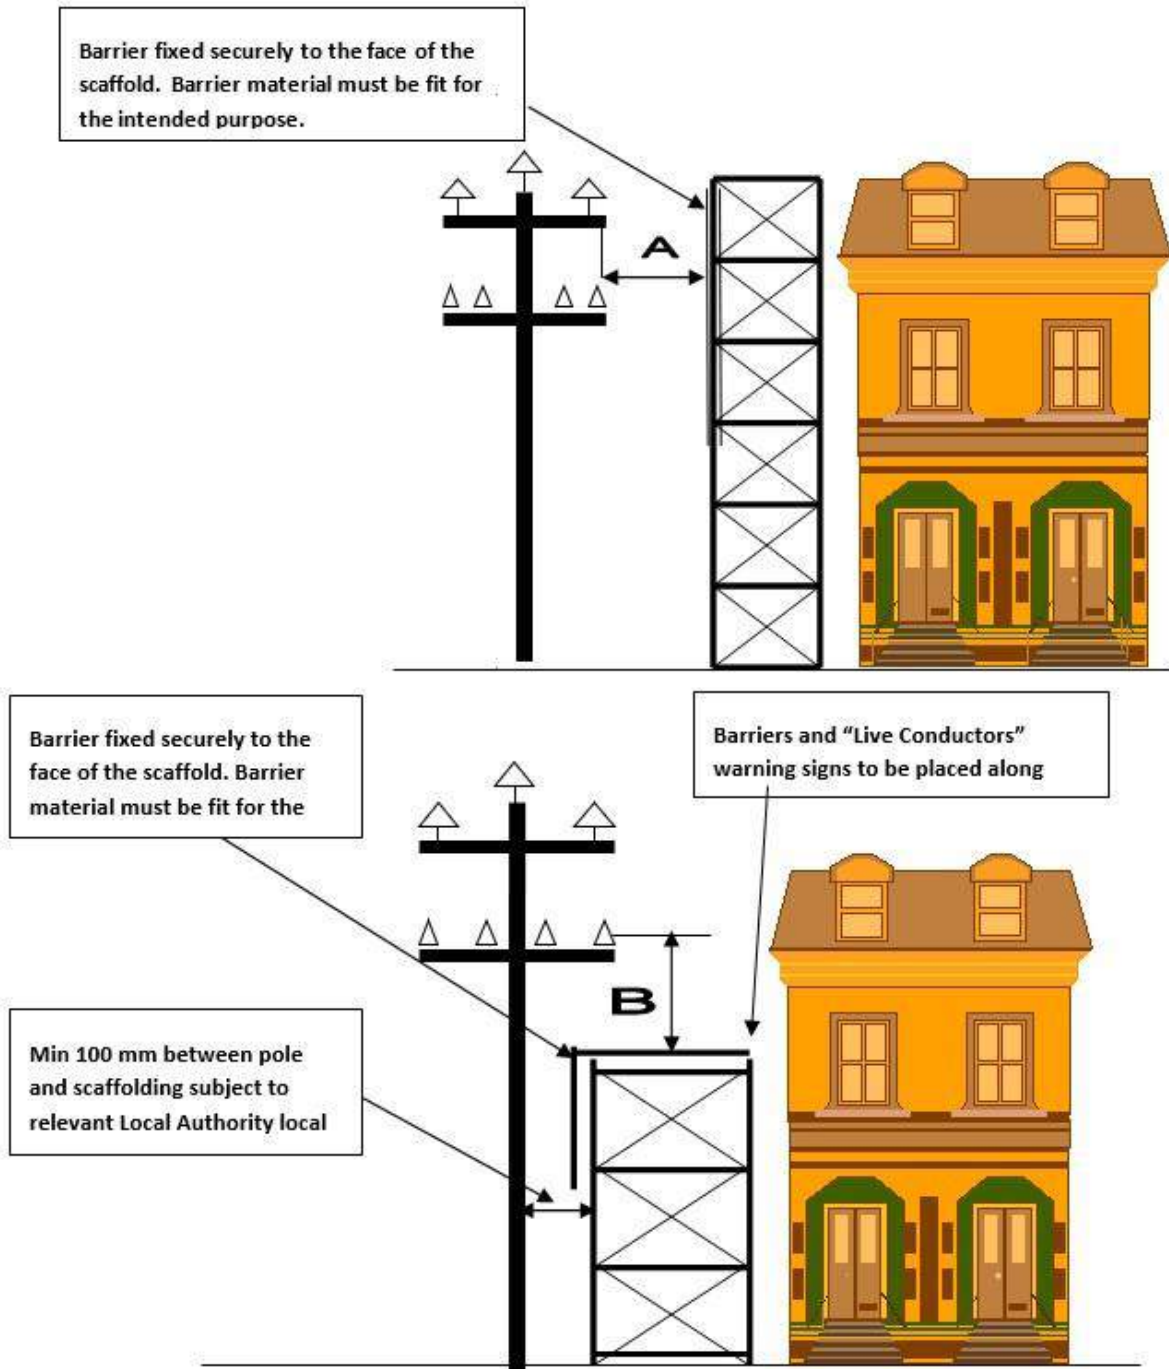 Barrier fixed securely to the face of the
scaffold. Barrier material must be fit for
the intended purpose.
A
Barrier fixed securely to the
face of the scaffold. Barrier
material must be fit for the
Barriers and “Live Conductors”
warning signs to be placed along
B
Min 100 mm between pole
and scaffolding subject to
relevant Local Authority local